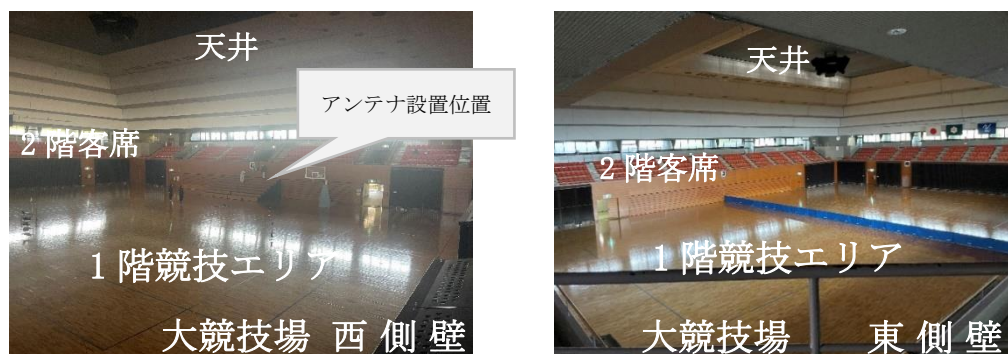 天井
アンテナ設置位置
2階客席
1階競技エリア
大競技場 西側壁
天井
2階客席
1階競技エリア
大競技場 東側壁